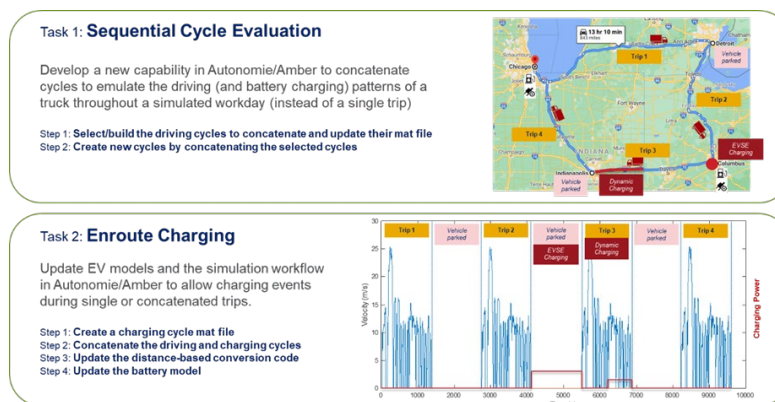 Task 1: Sequential Cycle Evaluation
Develop a new capability in Autonomie/Amber to concatenate
cycles to emulate the driving (and battery charging) patterns of a
truck throughout a simulated workday (instead of a single trip)
Step 1: Select/build the driving cycles to concatenate and update their mat file
Step 2: Create new cycles by concatenating the selected cycles
13 hr 10 min
Chicago
Detroit
Trip 1
Vehicle
parked
Trip 2
Fort Wayne
Trip 4
Trip 3
EVSE
Charging
INDIANA
Columbus
Indianapolis
Vehicle
parked
Dynamic
Charging
Task 2: Enroute Charging
Update EV models and the simulation workflow
in Autonomie/Amber to allow charging events
during single or concatenated trips.
Step 1: Create a charging cycle mat file
Step 2: Concatenate the driving and charging cycles
Step 3: Update the distance-based conversion code
Step 4: Update the battery model
Velocity (m/s)
30
25
20
15
10
5
0
Trip 1
Vehicle
parked
Trip 2
Vehicle
parked
EVSE
Charging
Trip 3
Dynamic
Charging
Vehicle
parked
Trip 4
Charging Power
0 1000 2000 3000 4000 5000 6000 7000 8000 9000 10000